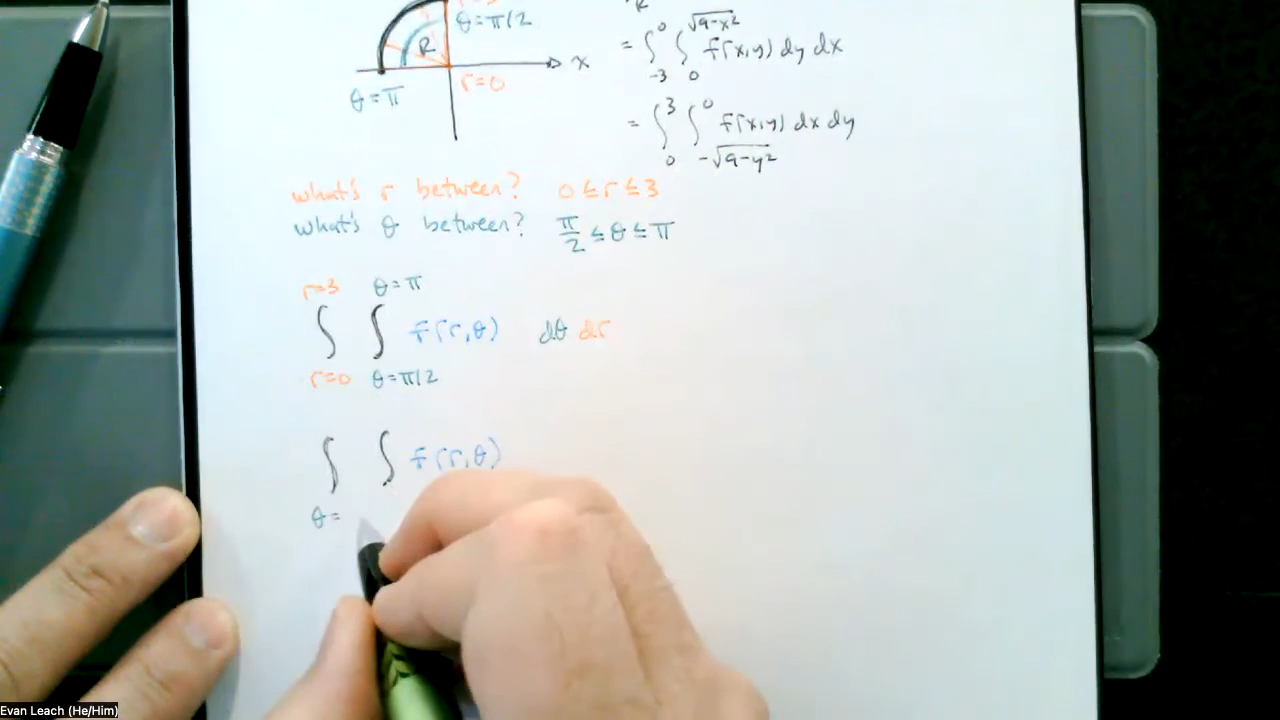 θ=π/2
R
x
θ=π
r=0
= ∫_{-3}^{0} ∫_{0}^{√9-x²} f(x,y) dy dx
= ∫_{0}^{3} ∫_{-√9-y²}^{0} f(x,y) dx dy
what's r between? 0≤r≤3
what's θ between? π/2 ≤θ≤π
r=3 θ=π
∫ ∫ f(r,θ) dθ dr
r=0 θ=π/2
∫ ∫ f(r,θ)
θ=
Evan Leach (He/Him)